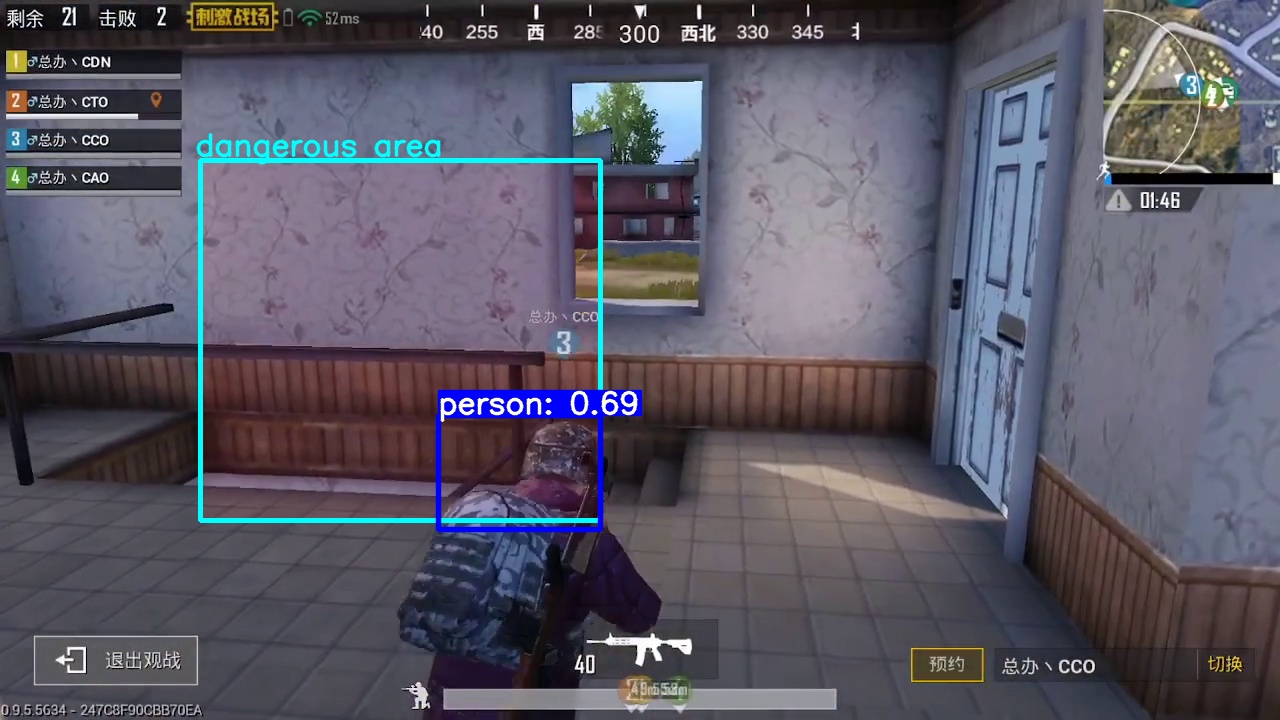 剩余 21 击败 2 刺激战场 52ms
40 255 西 285 300 西北 330 345
1 ♂总办丶CDN
2 ♂总办丶CTO
3 ♂总办丶CCO
4 ♂总办丶CAO
3
4
01:46
dangerous area
总办丶CCO
3
person: 0.69
退出观战
40
预约 总办丶CCO 切换
0.9.5.5634 - 247C8F90CBB70EA